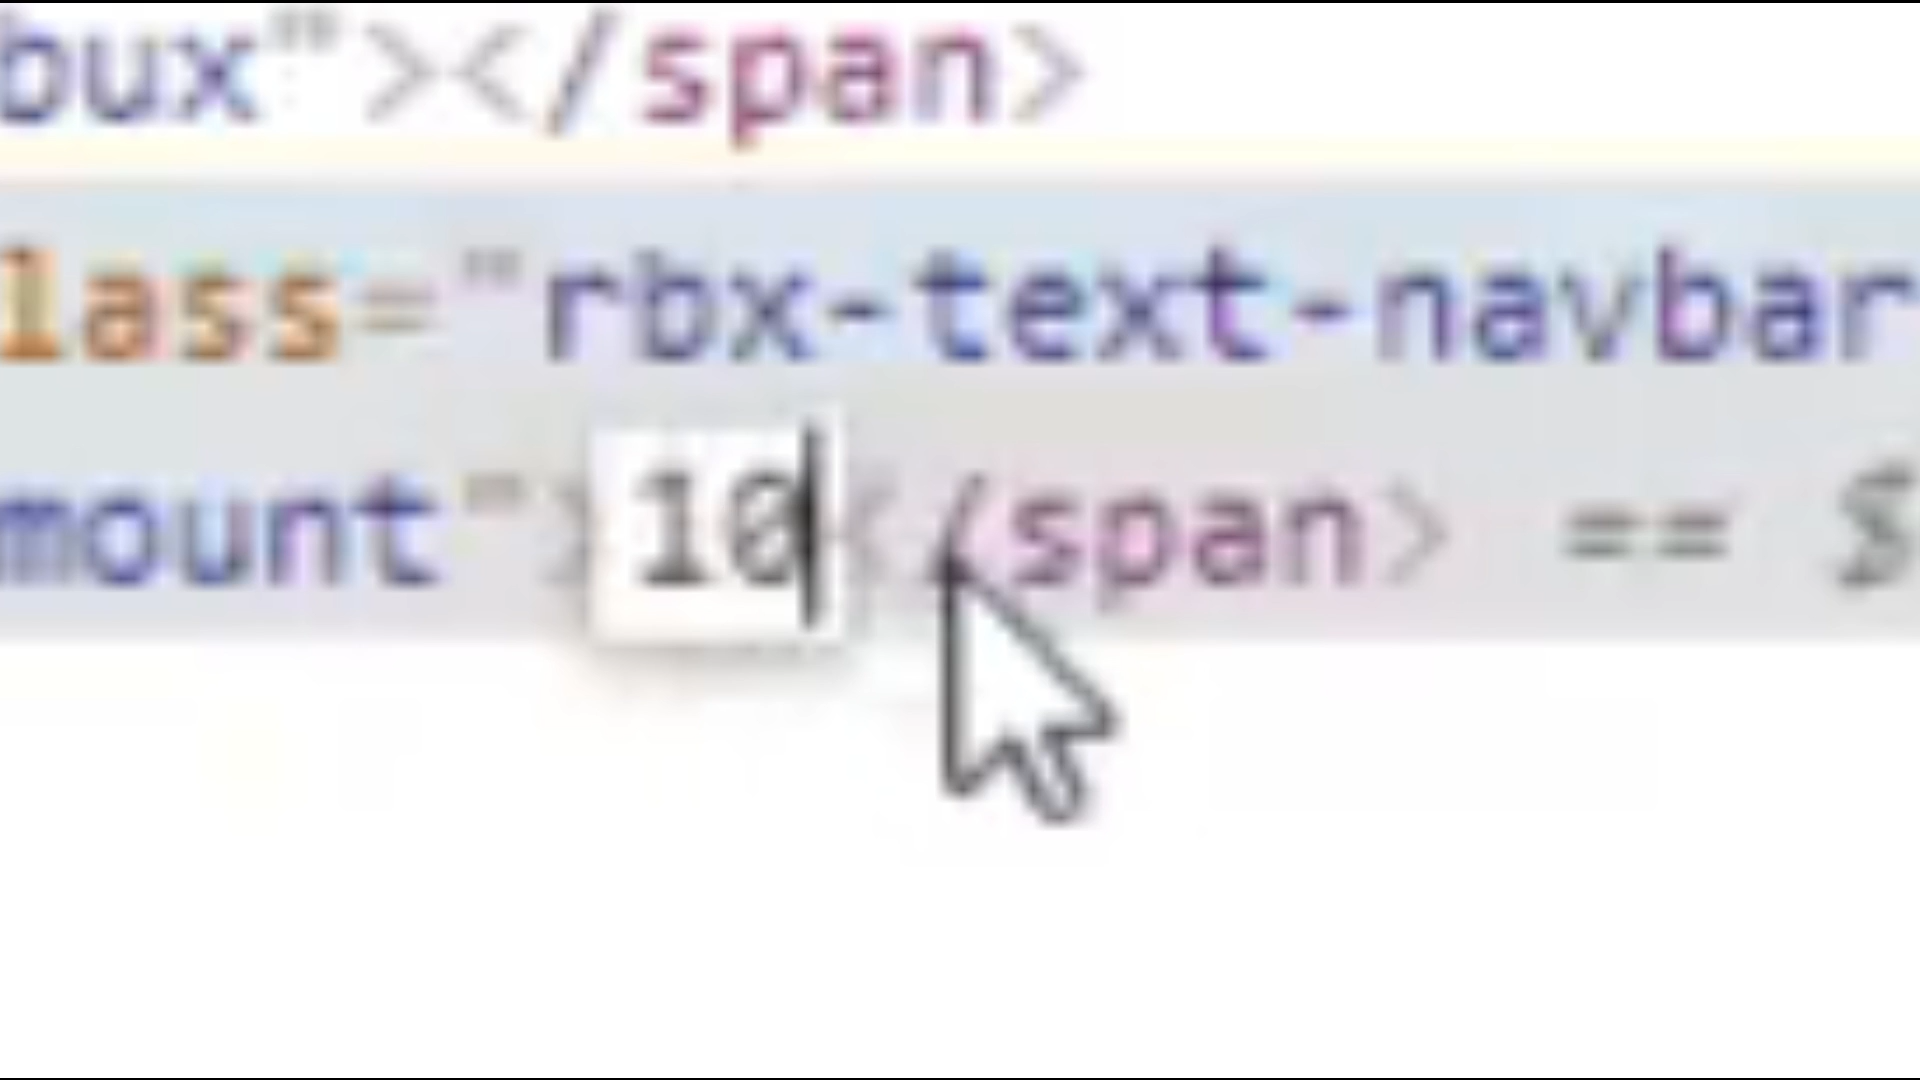 bux"></span>
lass="rbx-text-navbar
mount">10</span> == $